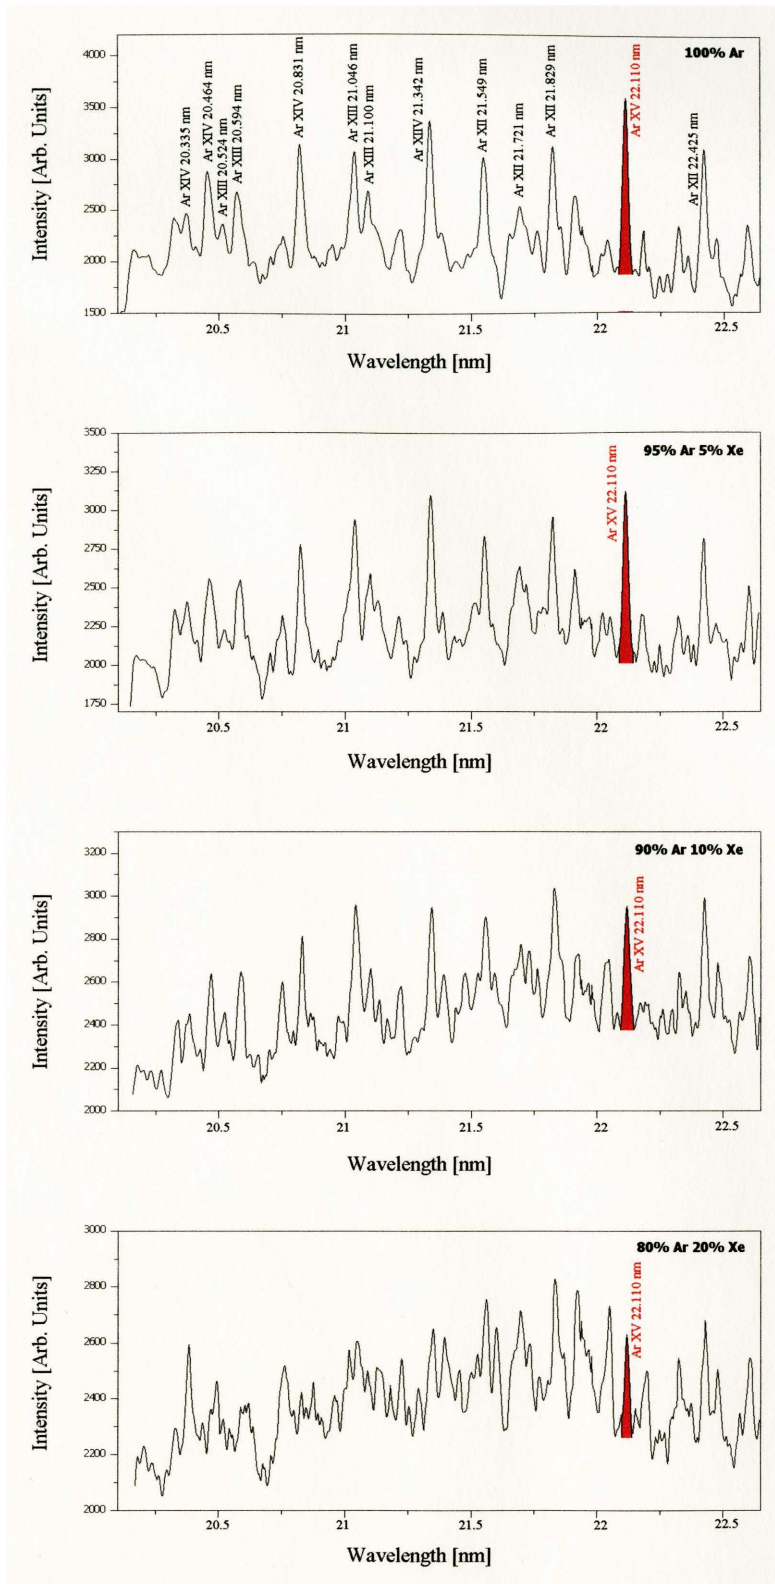 100% Ar
Ar XIV 20.335 nm
Ar XIV 20.464 nm
Ar XIII 20.524 nm
Ar XIII 20.594 nm
Ar XIV 20.831 nm
Ar XIII 21.046 nm
Ar XIII 21.100 nm
Ar XIIV 21.342 nm
Ar XII 21.549 nm
Ar XII 21.721 nm
Ar XII 21.829 nm
Ar XV 22.110 nm
Ar XII 22.425 nm
Intensity [Arb. Units]
4000
3500
3000
2500
2000
1500
20.5 21 21.5 22 22.5
Wavelength [nm]
95% Ar 5% Xe
Ar XV 22.110 nm
Intensity [Arb. Units]
3500
3250
3000
2750
2500
2250
2000
1750
20.5 21 21.5 22 22.5
Wavelength [nm]
90% Ar 10% Xe
Ar XV 22.110 nm
Intensity [Arb. Units]
3200
3000
2800
2600
2400
2200
2000
20.5 21 21.5 22 22.5
Wavelength [nm]
80% Ar 20% Xe
Ar XV 22.110 nm
Intensity [Arb. Units]
3000
2800
2600
2400
2200
2000
20.5 21 21.5 22 22.5
Wavelength [nm]